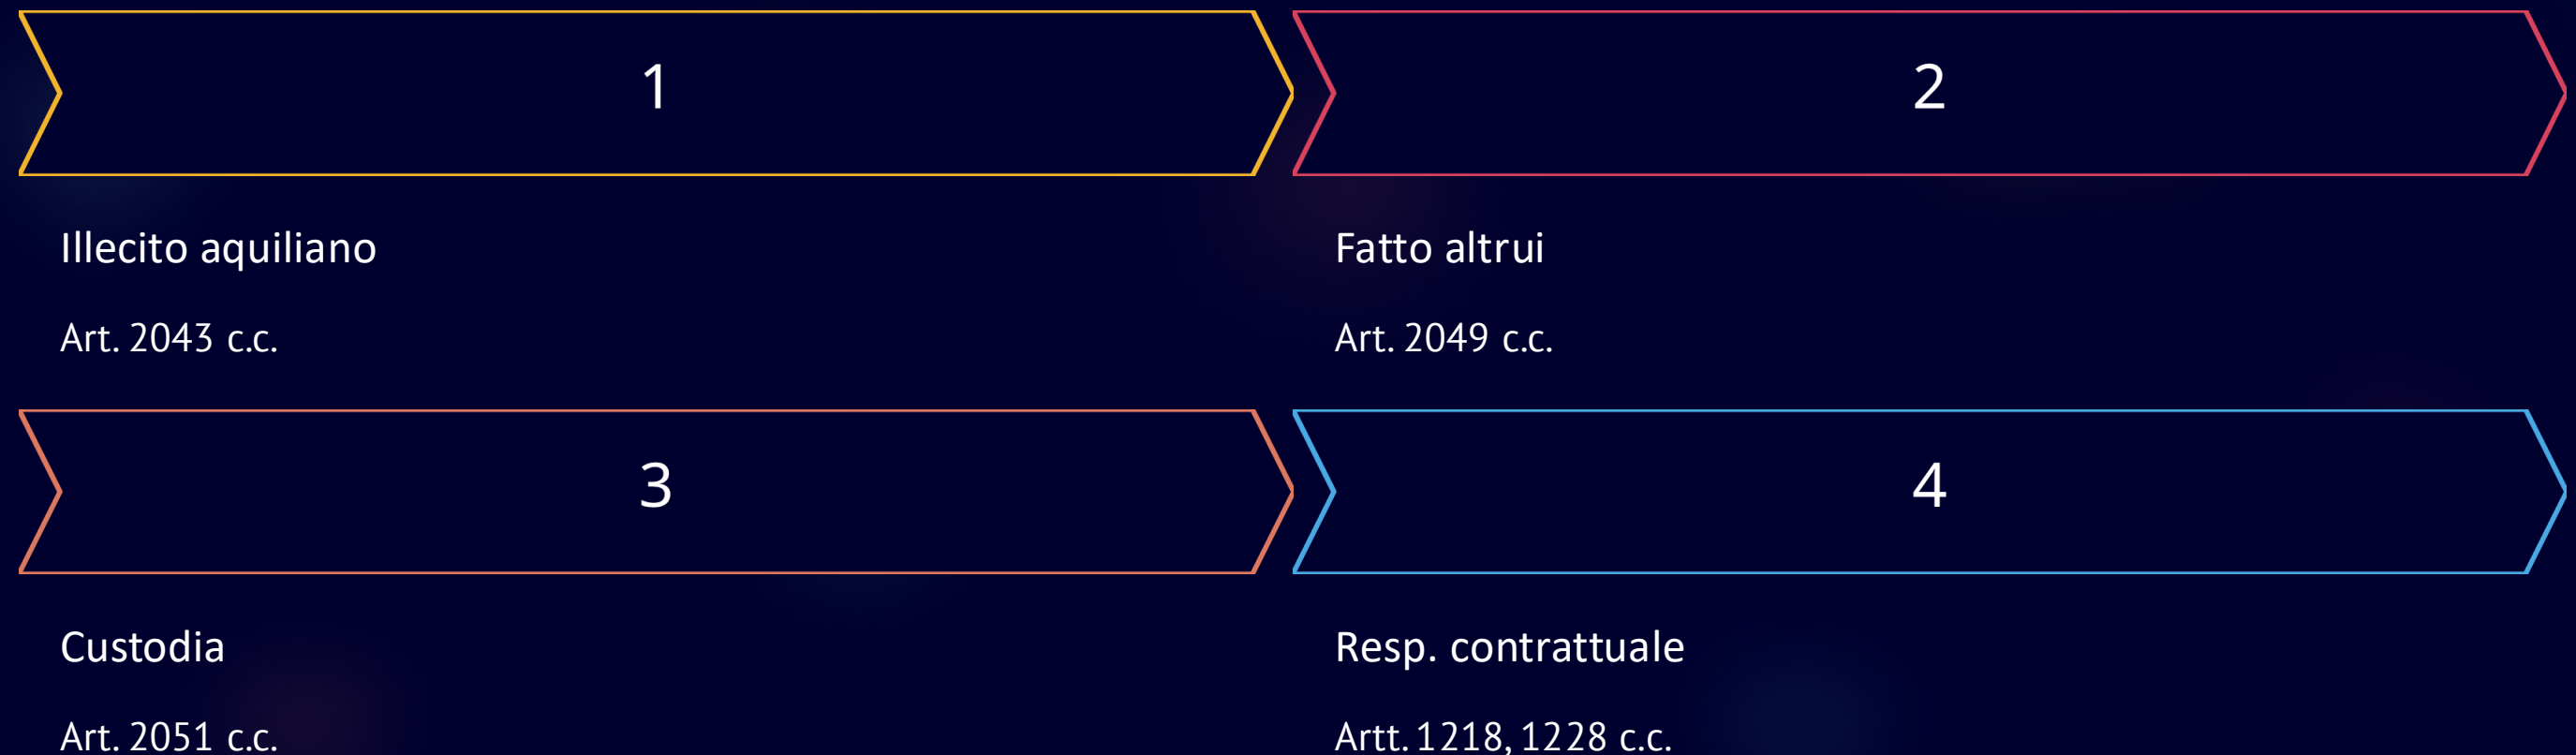 1
2
Illecito aquiliano
Art. 2043 c.c.
Fatto altrui
Art. 2049 c.c.
3
4
Custodia
Art. 2051 c.c.
Resp. contrattuale
Artt. 1218, 1228 c.c.